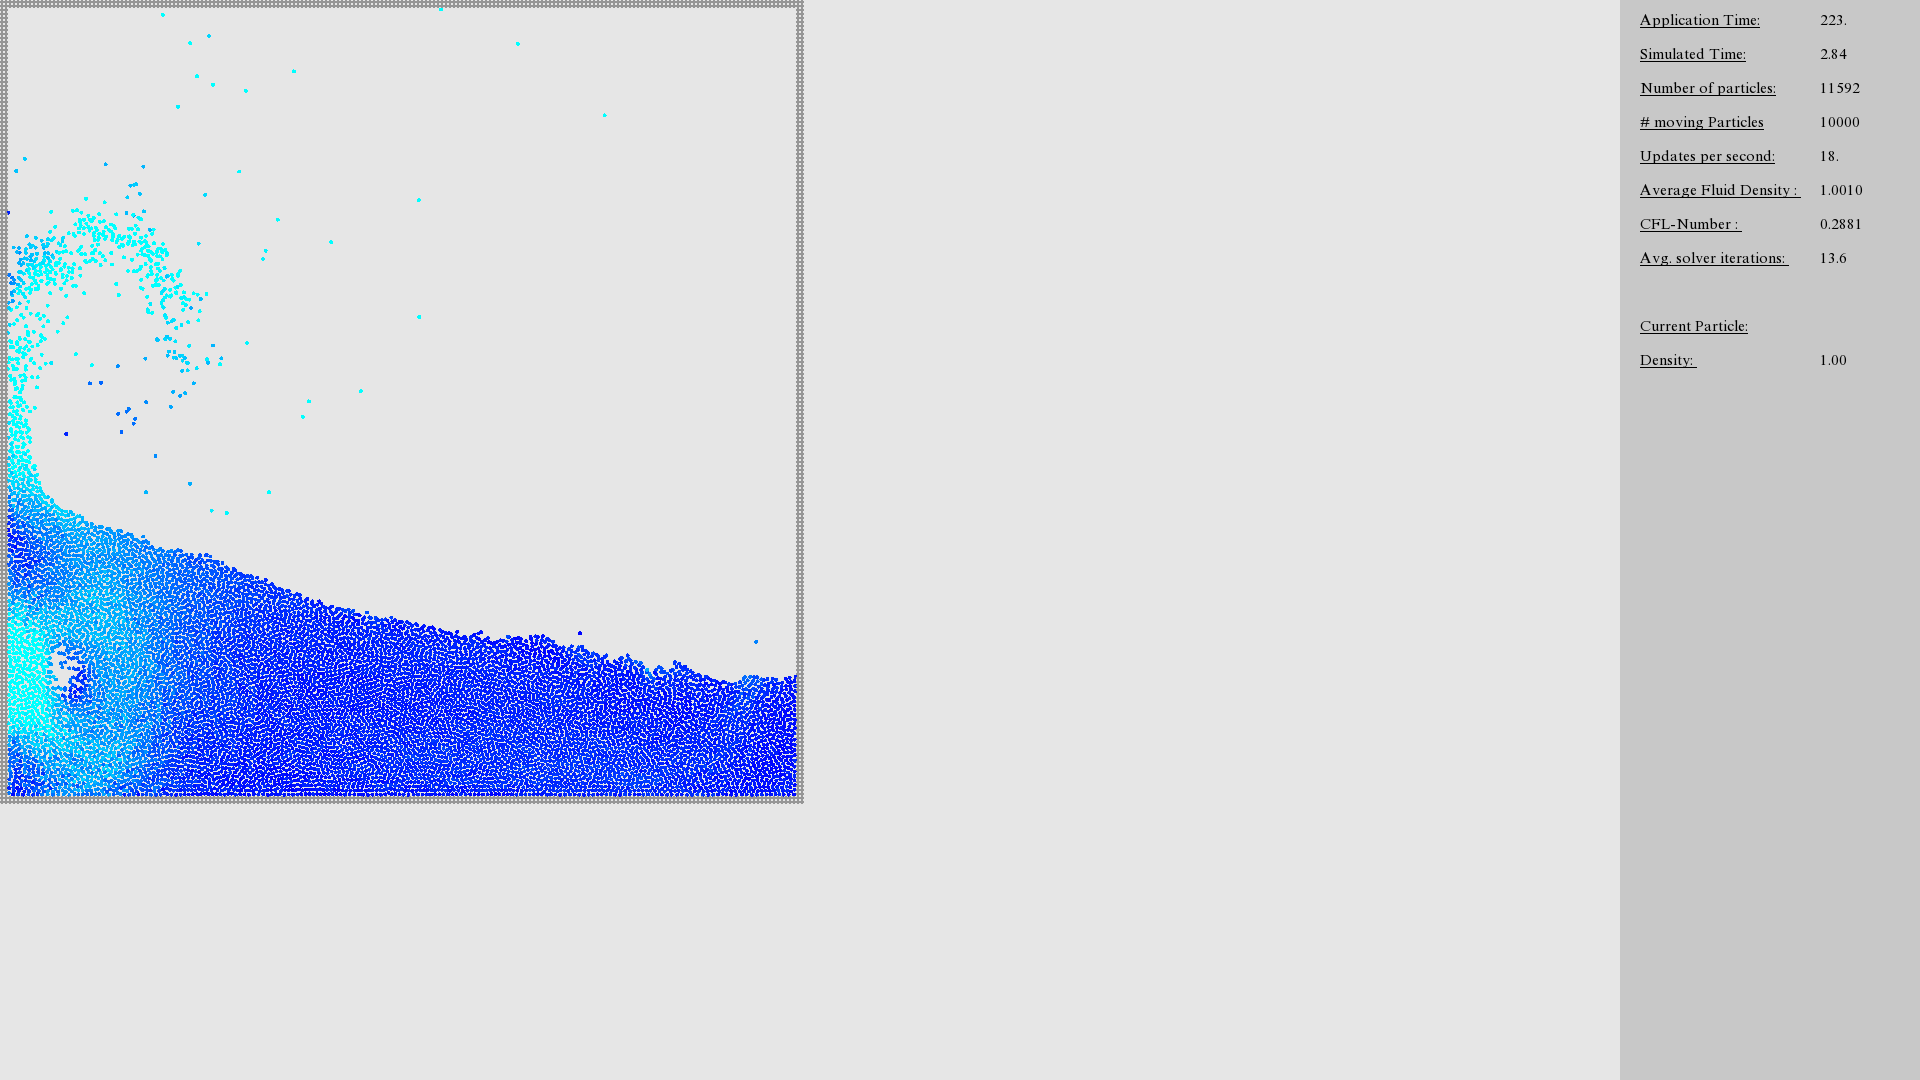 Application Time: 223.
Simulated Time: 2.84
Number of particles: 11592
# moving Particles 10000
Updates per second: 18.
Average Fluid Density : 1.0010
CFL-Number : 0.2881
Avg. solver iterations: 13.6
Current Particle:
Density: 1.00